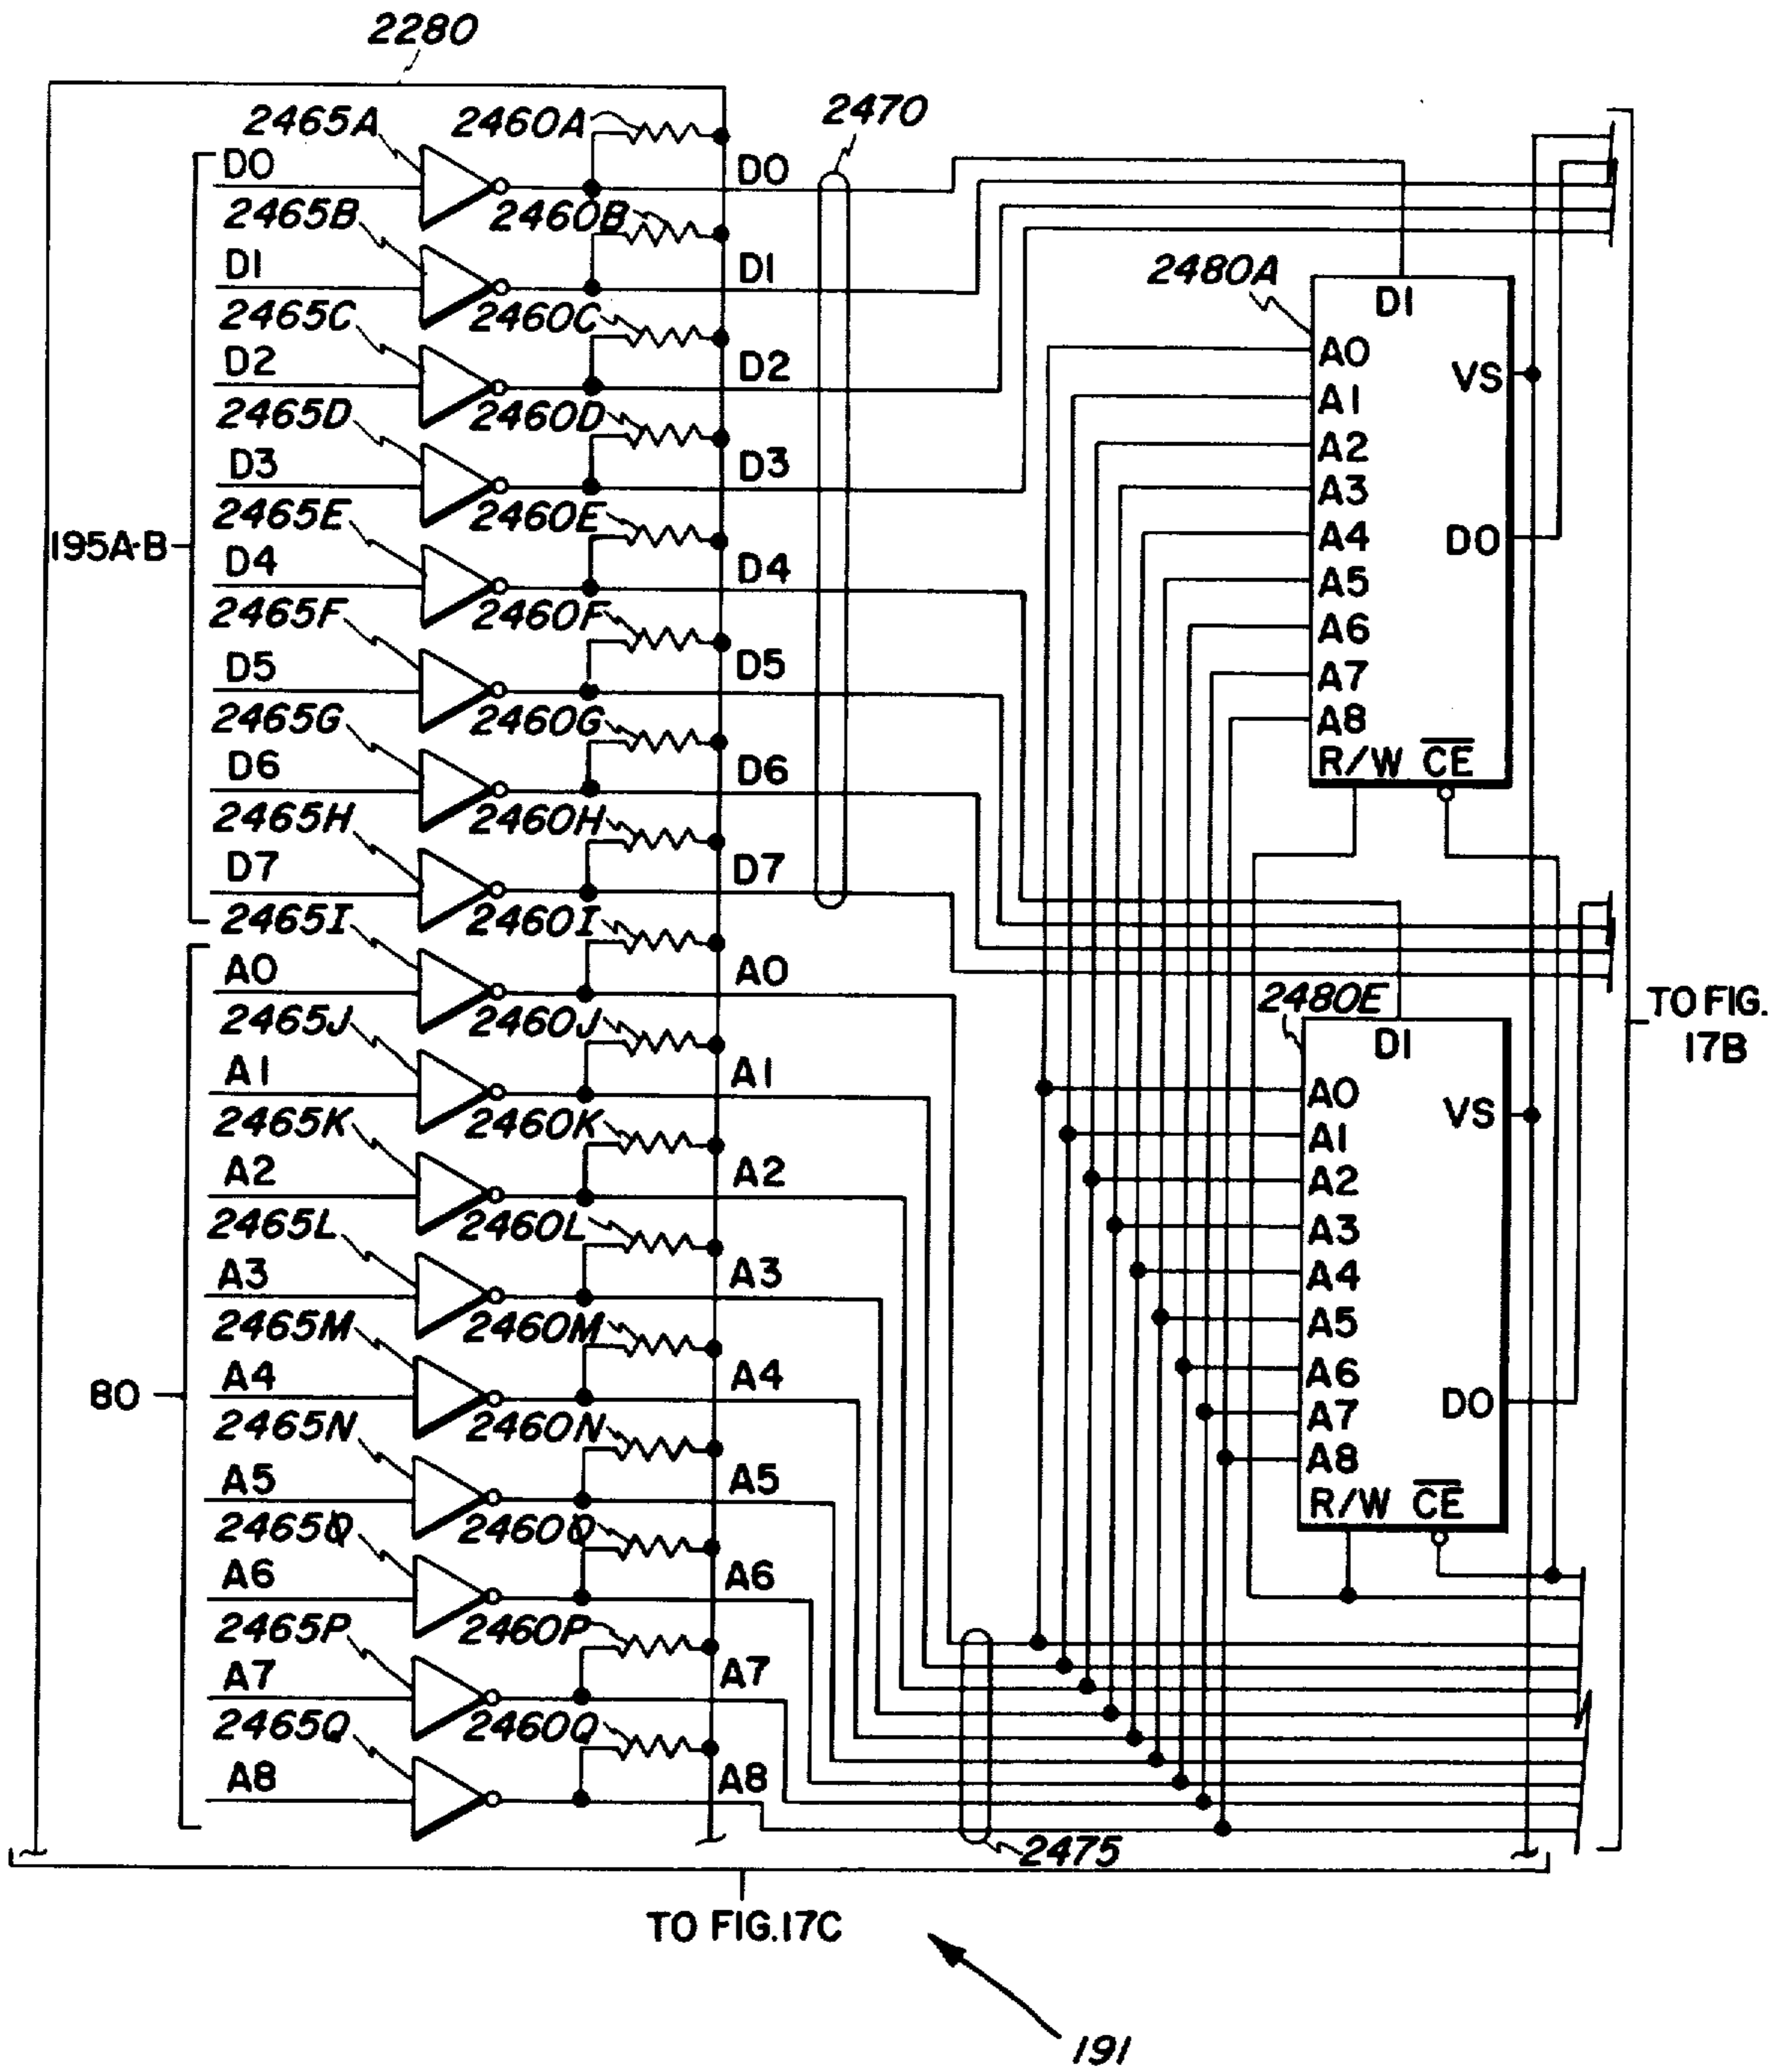 2280
2470
2465A 2460A
D0 D0
2465B 2460B
D1 D1
2480A
2465C 2460C
D2 D2
2465D 2460D
D3 D3
2465E 2460E
195A-B
D4 D4
2465F 2460F
D5 D5
2465G 2460G
D6 D6
2465H 2460H
D7 D7
2465I 2460I
A0 A0
2465J 2460J
A1 A1
2465K 2460K
A2 A2
2465L 2460L
A3 A3
2465M 2460M
80
A4 A4
2465N 2460N
A5 A5
2465O 2460O
A6 A6
2465P 2460P
A7 A7
2465Q 2460Q
A8 A8
DI
A0
A1
A2
A3
A4
A5
A6
A7
A8
VS
DO
R/W CE
2480E
DI
A0
A1
A2
A3
A4
A5
A6
A7
A8
VS
DO
R/W CE
2475
TO FIG.
17B
TO FIG.17C
191